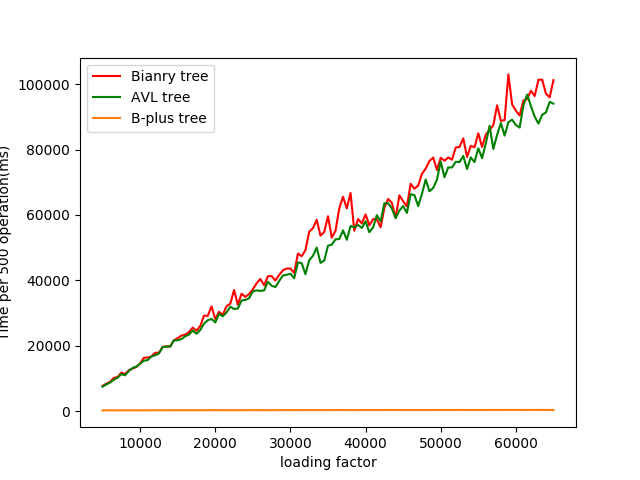 Bianry tree
AVL tree
B-plus tree
100000
80000
60000
40000
20000
0
Time per 500 operation(ms)
10000 20000 30000 40000 50000 60000
loading factor